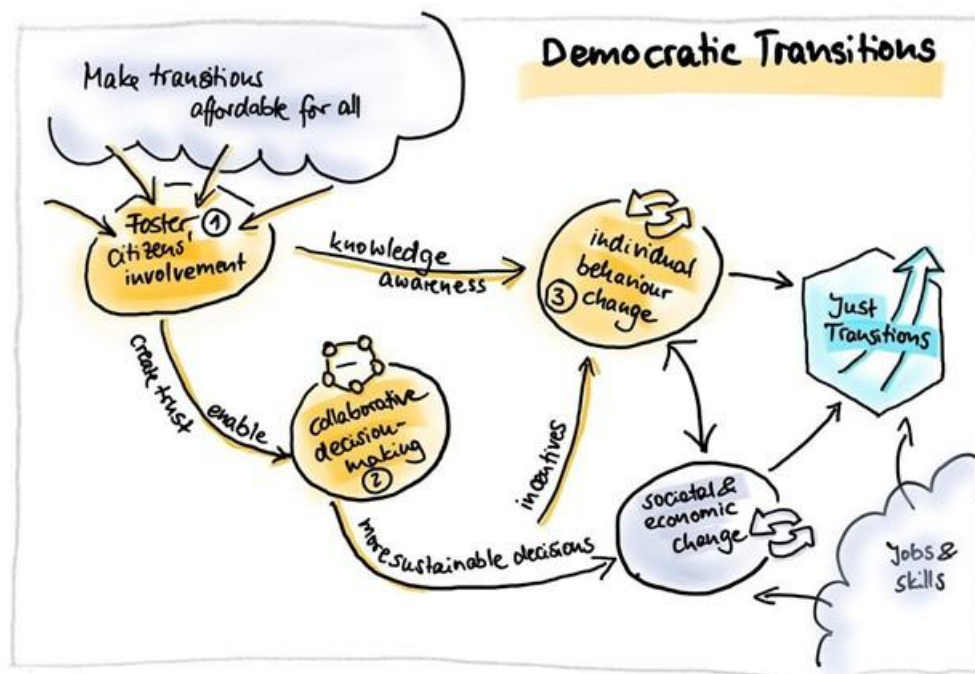 Democratic Transitions
Make transitions
affordable for all
Foster, ①
citizens
involvement
knowledge
awareness
individual
behaviour
③ change
Just
Transitions
create trust
enable
collaborative
decision-
making
②
incentives
more sustainable decisions
societal &
economic
change
Jobs &
skills